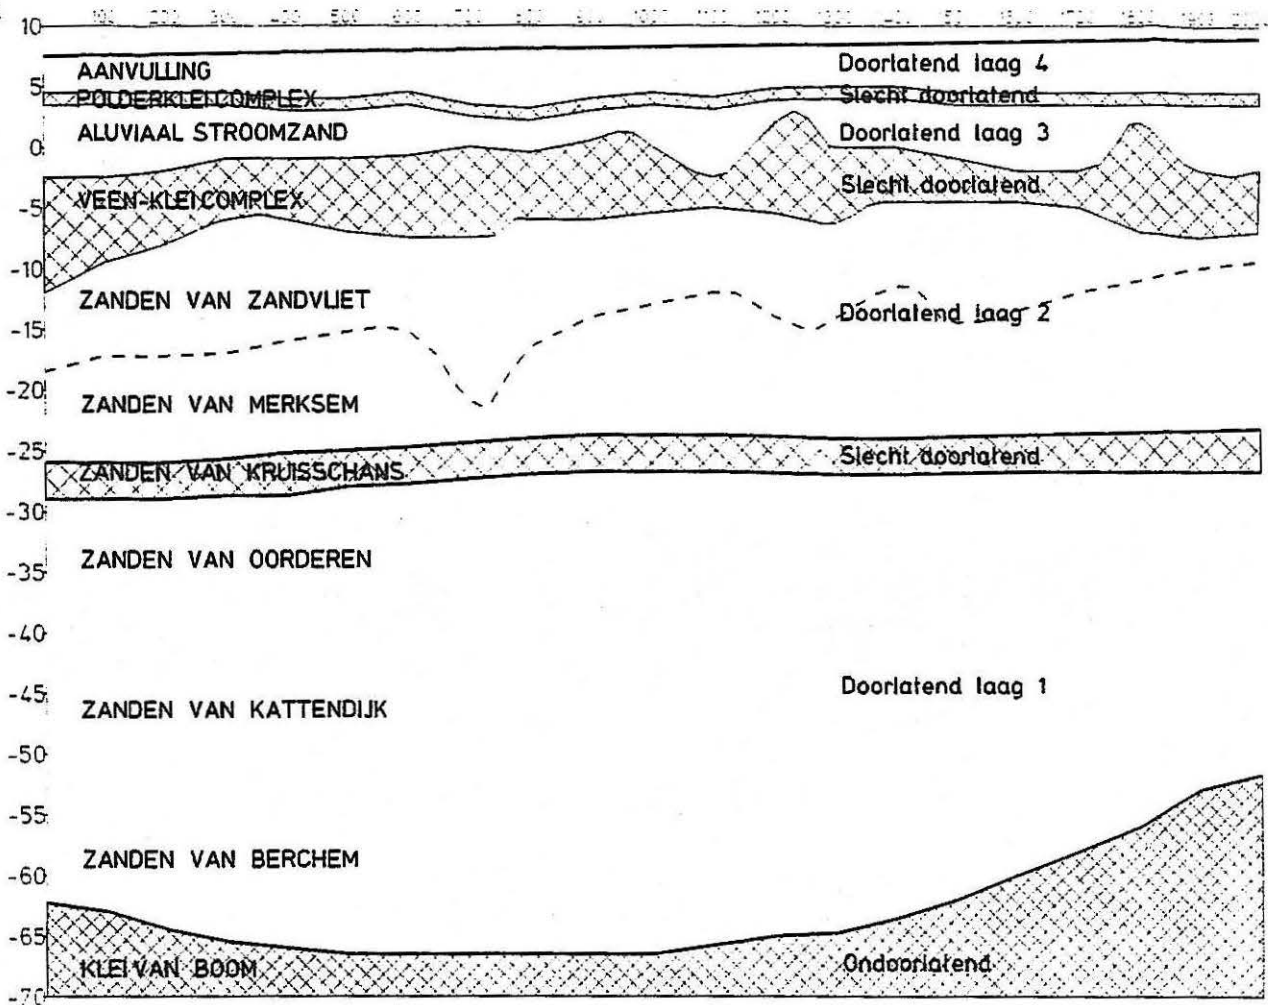 10
AANVULLING Doorlatend laag 4
5
POLDERKLEICOMPLEX Slecht doorlatend
ALUVIAAL STROOMZAND Doorlatend laag 3
0
VEEN-KLEICOMPLEX Slecht doorlatend
-5
-10
ZANDEN VAN ZANDVLIET Doorlatend laag 2
-15
-20
ZANDEN VAN MERKSEM
-25
ZANDEN VAN KRUISSCHANS Slecht doorlatend
-30
ZANDEN VAN OORDEREN
-35
-40
-45
ZANDEN VAN KATTENDIJK Doorlatend laag 1
-50
-55
ZANDEN VAN BERCHEM
-60
-65
KLEI VAN BOOM Ondoorlatend
-70